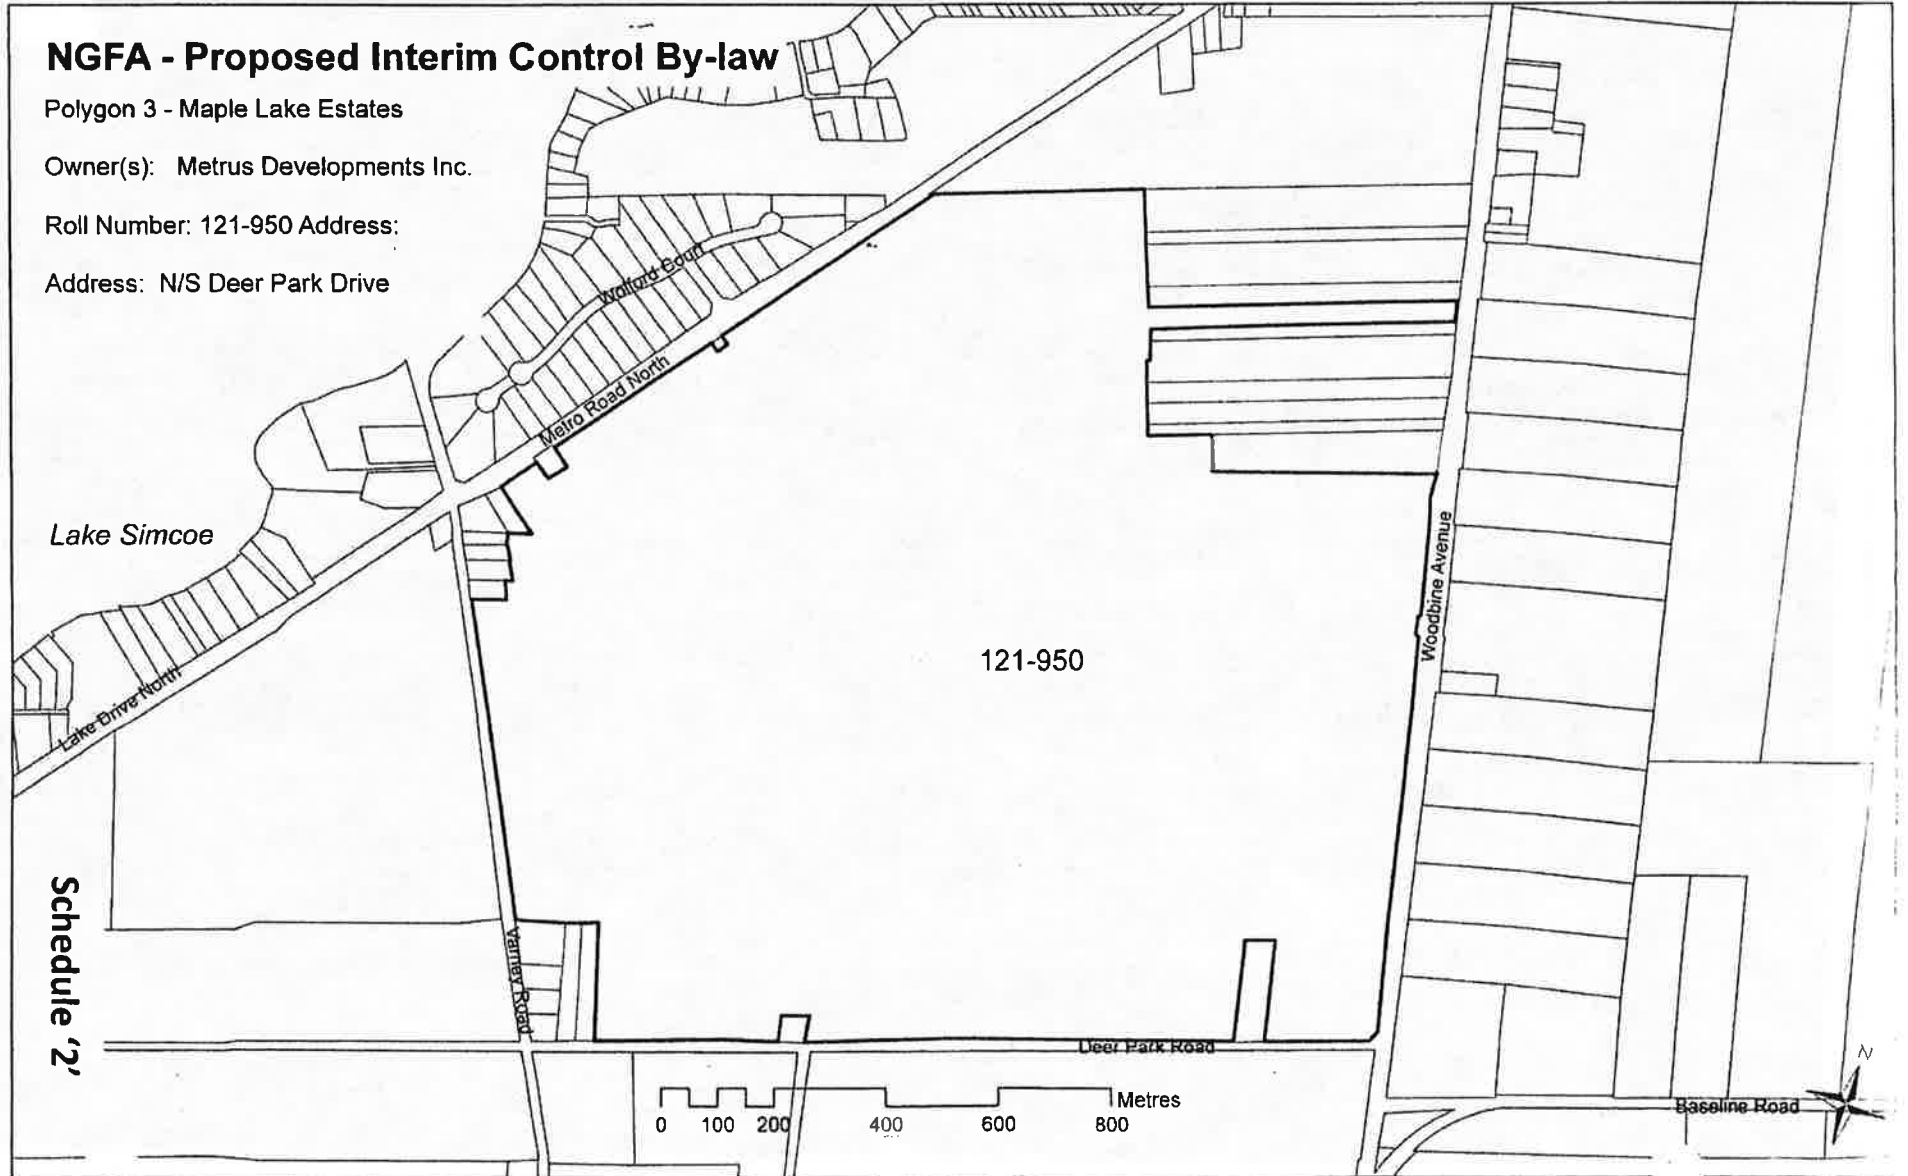 NGFA - Proposed Interim Control By-law
Polygon 3 - Maple Lake Estates
Owner(s): Metrus Developments Inc.
Roll Number: 121-950 Address:
Address: N/S Deer Park Drive
Walford Court
Metro Road North
Lake Simcoe
Lake Drive North
121-950
Woodbine Avenue
Varney Road
Schedule '2'
Deer Park Road
Metres
0 100 200 400 600 800
Baseline Road
N